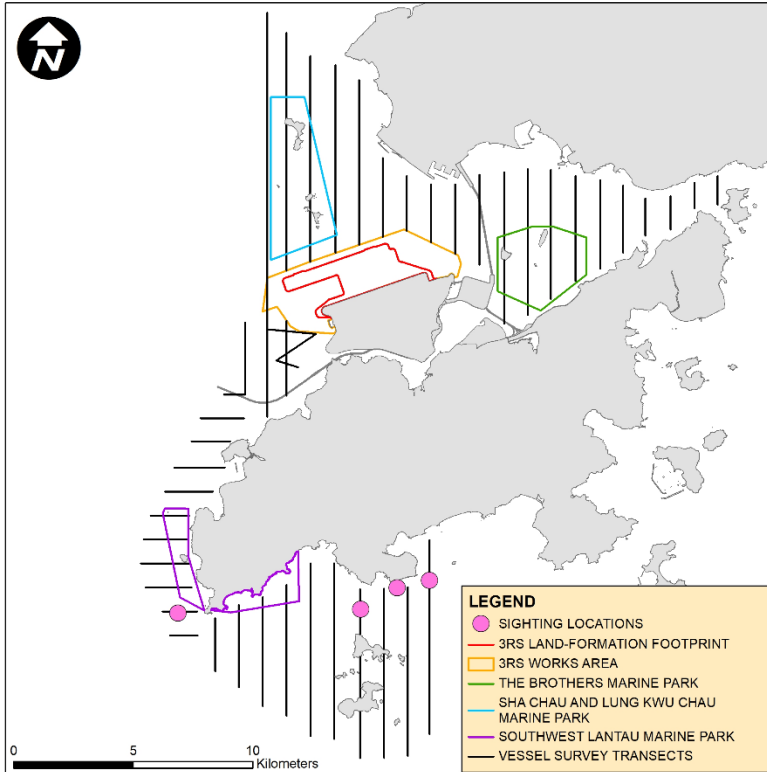 N
LEGEND
SIGHTING LOCATIONS
3RS LAND-FORMATION FOOTPRINT
3RS WORKS AREA
THE BROTHERS MARINE PARK
SHA CHAU AND LUNG KWU CHAU
MARINE PARK
SOUTHWEST LANTAU MARINE PARK
VESSEL SURVEY TRANSECTS
0 5 10
Kilometers